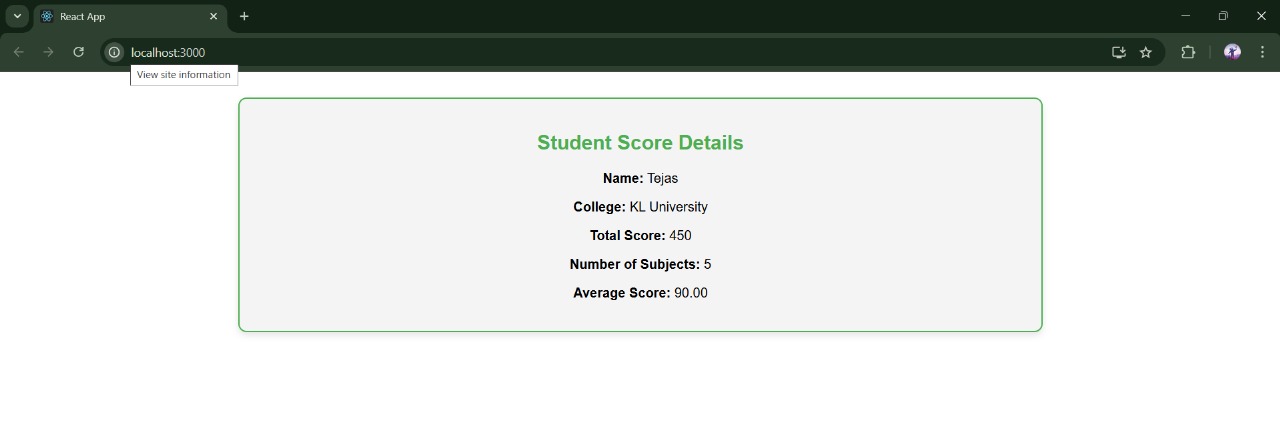 React App
localhost:3000
View site information
Student Score Details
Name: Tejas
College: KL University
Total Score: 450
Number of Subjects: 5
Average Score: 90.00